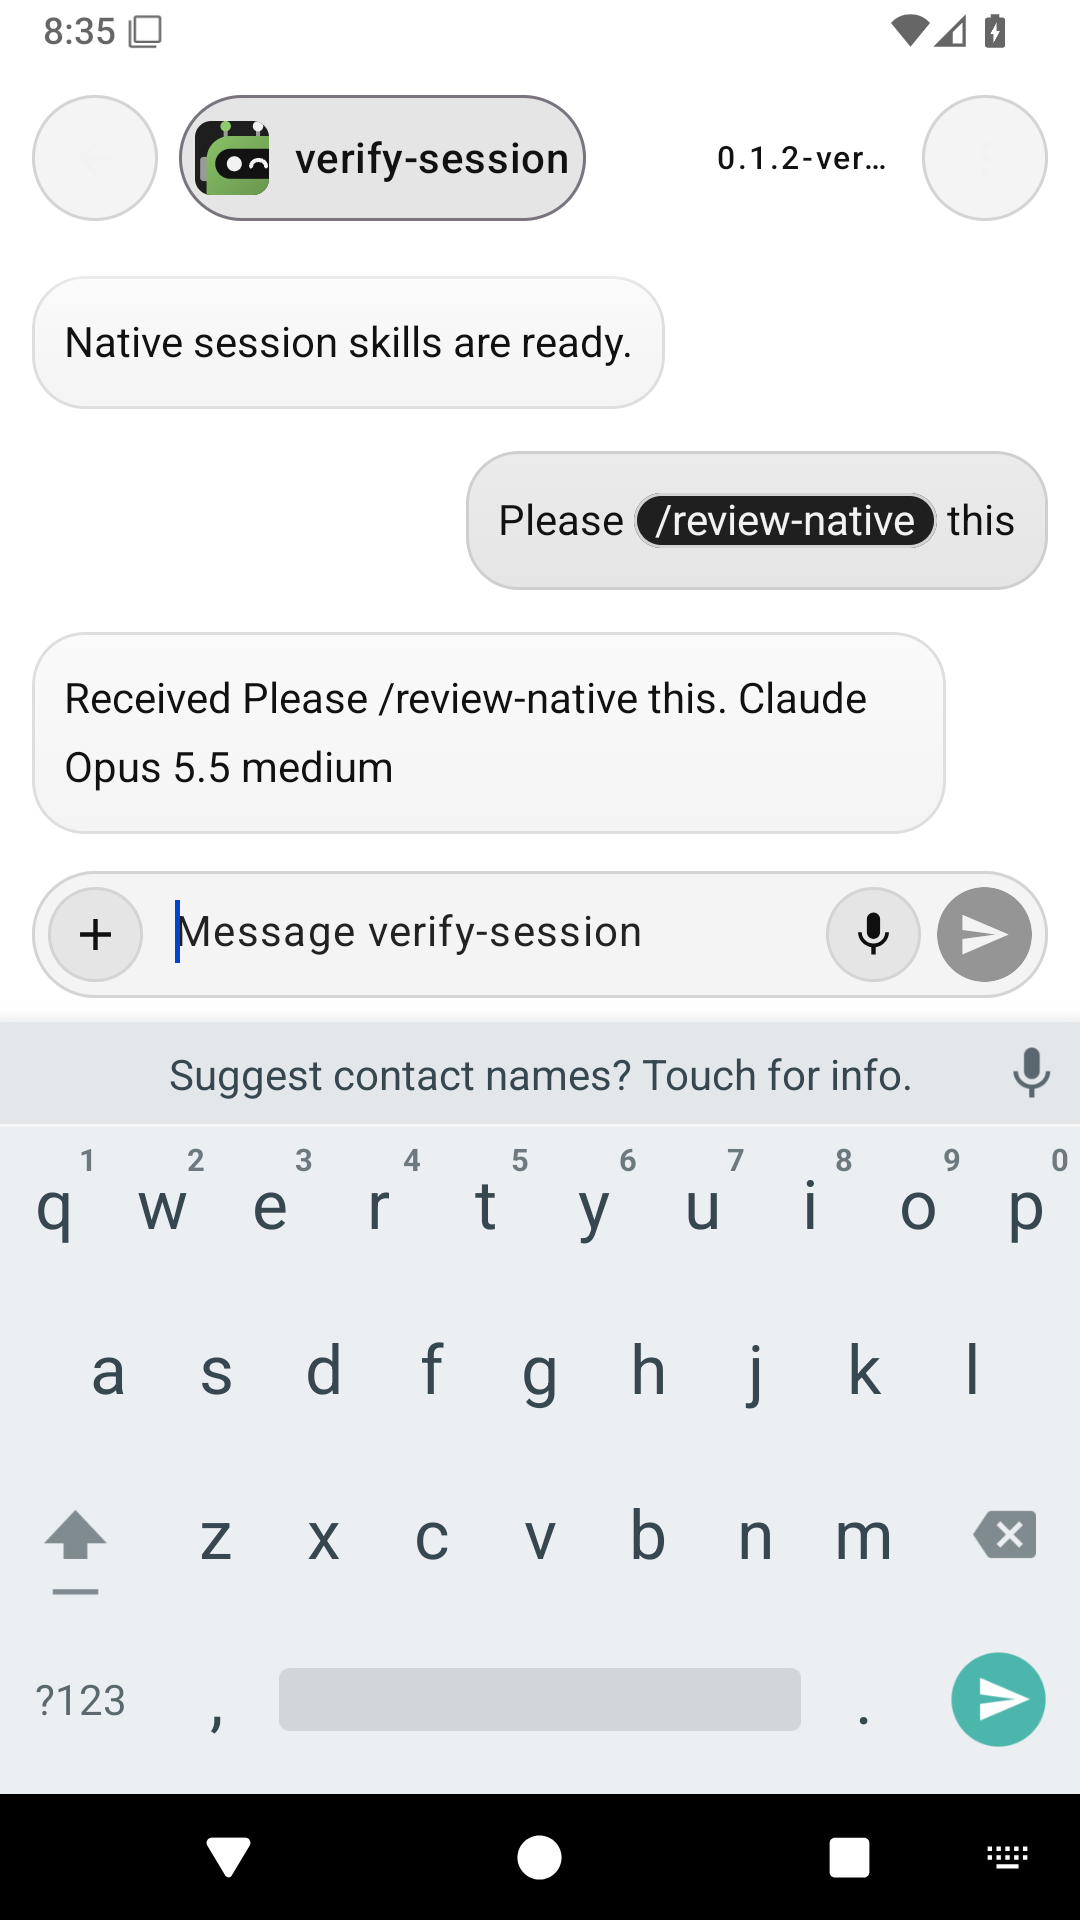 8:35
verify-session
0.1.2-ver...
Native session skills are ready.
Please /review-native this
Received Please /review-native this. Claude
Opus 5.5 medium
Message verify-session
Suggest contact names? Touch for info.
1 2 3 4 5 6 7 8 9 0
q w e r t y u i o p
a s d f g h j k l
z x c v b n m
?123 , .